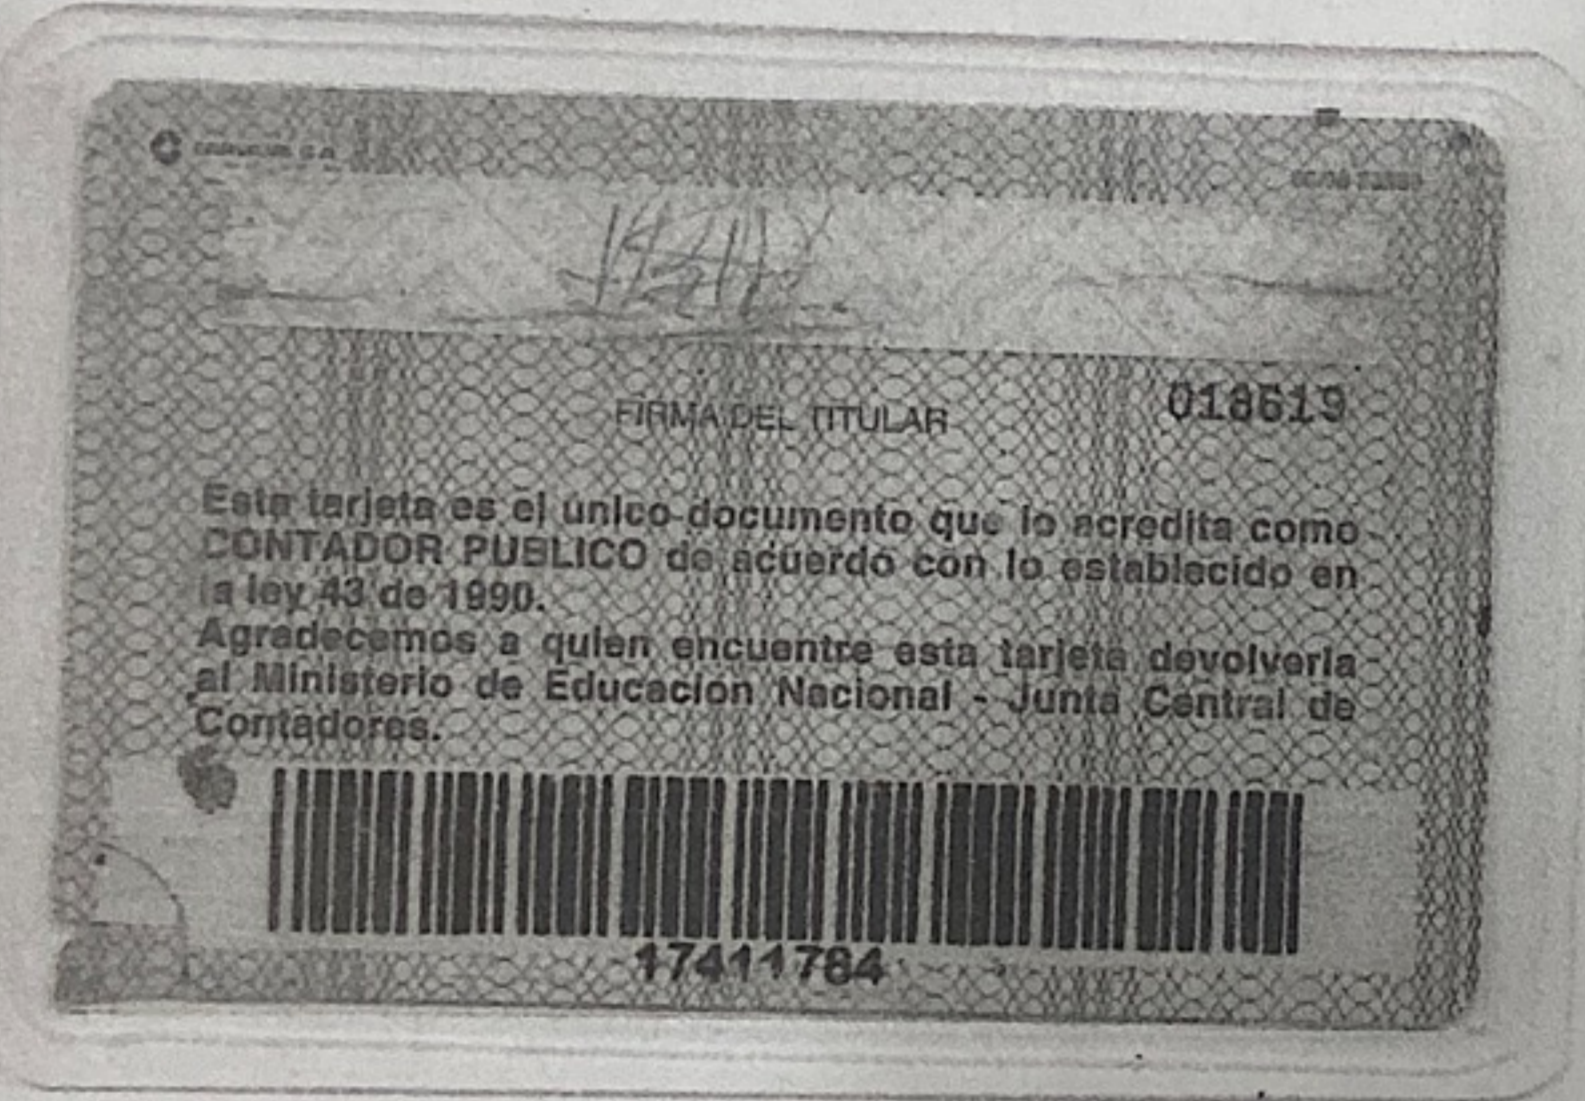 FIRMA DEL TITULAR
018619
Esta tarjeta es el unico documento que lo acredita como
CONTADOR PUBLICO de acuerdo con lo establecido en
la ley 43 de 1990.
Agradecemos a quien encuentre esta tarjeta devolverla
al Ministerio de Educación Nacional - Junta Central de
Contadores.
17411784